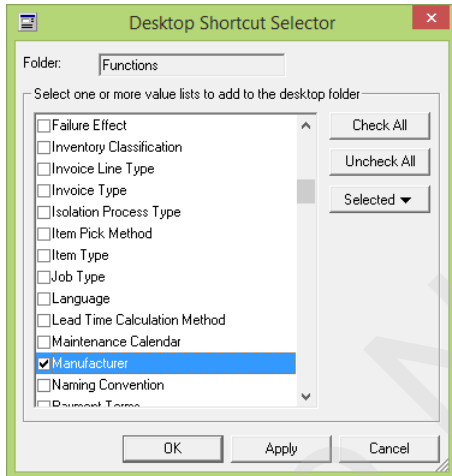 Desktop Shortcut Selector
Folder: Functions
Select one or more value lists to add to the desktop folder
Failure Effect
Inventory Classification
Invoice Line Type
Invoice Type
Isolation Process Type
Item Pick Method
Item Type
Job Type
Language
Lead Time Calculation Method
Maintenance Calendar
Manufacturer
Naming Convention
Payment Terms
Check All
Uncheck All
Selected
OK Apply Cancel